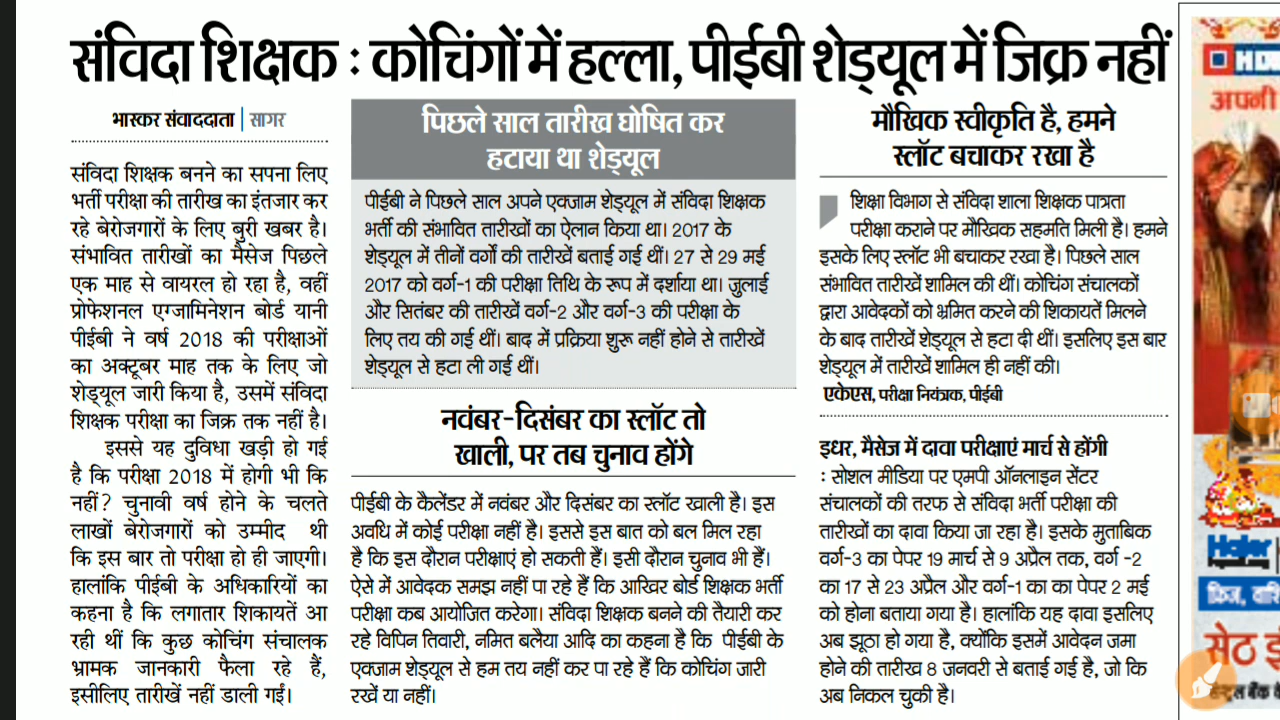 संविदा शिक्षक : कोचिंगों में हल्ला, पीईबी शेड्यूल में जिक्र नहीं
भास्कर संवाददाता | सागर
संविदा शिक्षक बनने का सपना लिए
भर्ती परीक्षा की तारीख का इंतजार कर
रहे बेरोजगारों के लिए बुरी खबर है।
संभावित तारीखों का मैसेज पिछले
एक माह से वायरल हो रहा है, वहीं
प्रोफेशनल एग्जामिनेशन बोर्ड यानी
पीईबी ने वर्ष 2018 की परीक्षाओं
का अक्टूबर माह तक के लिए जो
शेड्यूल जारी किया है, उसमें संविदा
शिक्षक परीक्षा का जिक्र तक नहीं है।
इससे यह दुविधा खड़ी हो गई
है कि परीक्षा 2018 में होगी भी कि
नहीं? चुनावी वर्ष होने के चलते
लाखों बेरोजगारों को उम्मीद थी
कि इस बार तो परीक्षा हो ही जाएगी।
हालांकि पीईबी के अधिकारियों का
कहना है कि लगातार शिकायतें आ
रही थीं कि कुछ कोचिंग संचालक
भ्रामक जानकारी फैला रहे हैं,
इसीलिए तारीखें नहीं डाली गईं।
पिछले साल तारीख घोषित कर
हटाया था शेड्यूल
पीईबी ने पिछले साल अपने एक्जाम शेड्यूल में संविदा शिक्षक
भर्ती की संभावित तारीखों का ऐलान किया था। 2017 के
शेड्यूल में तीनों वर्गों की तारीखें बताई गई थीं। 27 से 29 मई
2017 को वर्ग-1 की परीक्षा तिथि के रूप में दर्शाया था। जुलाई
और सितंबर की तारीखें वर्ग-2 और वर्ग-3 की परीक्षा के
लिए तय की गई थीं। बाद में प्रक्रिया शुरू नहीं होने से तारीखें
शेड्यूल से हटा ली गई थीं।
नवंबर-दिसंबर का स्लॉट तो
खाली, पर तब चुनाव होंगे
पीईबी के कैलेंडर में नवंबर और दिसंबर का स्लॉट खाली है। इस
अवधि में कोई परीक्षा नहीं है। इससे इस बात को बल मिल रहा
है कि इस दौरान परीक्षाएं हो सकती हैं। इसी दौरान चुनाव भी हैं।
ऐसे में आवेदक समझ नहीं पा रहे हैं कि आखिर बोर्ड शिक्षक भर्ती
परीक्षा कब आयोजित करेगा। संविदा शिक्षक बनने की तैयारी कर
रहे विपिन तिवारी, नमित बलैया आदि का कहना है कि पीईबी के
एक्जाम शेड्यूल से हम तय नहीं कर पा रहे हैं कि कोचिंग जारी
रखें या नहीं।
मौखिक स्वीकृति है, हमने
स्लॉट बचाकर रखा है
शिक्षा विभाग से संविदा शाला शिक्षक पात्रता
परीक्षा कराने पर मौखिक सहमति मिली है। हमने
इसके लिए स्लॉट भी बचाकर रखा है। पिछले साल
संभावित तारीखें शामिल की थीं। कोचिंग संचालकों
द्वारा आवेदकों को भ्रमित करने की शिकायतें मिलने
के बाद तारीखें शेड्यूल से हटा दी थीं। इसलिए इस बार
शेड्यूल में तारीखें शामिल ही नहीं की।
एकेएस, परीक्षा नियंत्रक, पीईबी
इधर, मैसेज में दावा परीक्षाएं मार्च से होंगी
: सोशल मीडिया पर एमपी ऑनलाइन सेंटर
संचालकों की तरफ से संविदा भर्ती परीक्षा की
तारीखों का दावा किया जा रहा है। इसके मुताबिक
वर्ग-3 का पेपर 19 मार्च से 9 अप्रैल तक, वर्ग -2
का 17 से 23 अप्रैल और वर्ग-1 का का पेपर 2 मई
को होना बताया गया है। हालांकि यह दावा इसलिए
अब झूठा हो गया है, क्योंकि इसमें आवेदन जमा
होने की तारीख 8 जनवरी से बताई गई है, जो कि
अब निकल चुकी है।
अपनी
Haier
फ्रिज,
सेठ